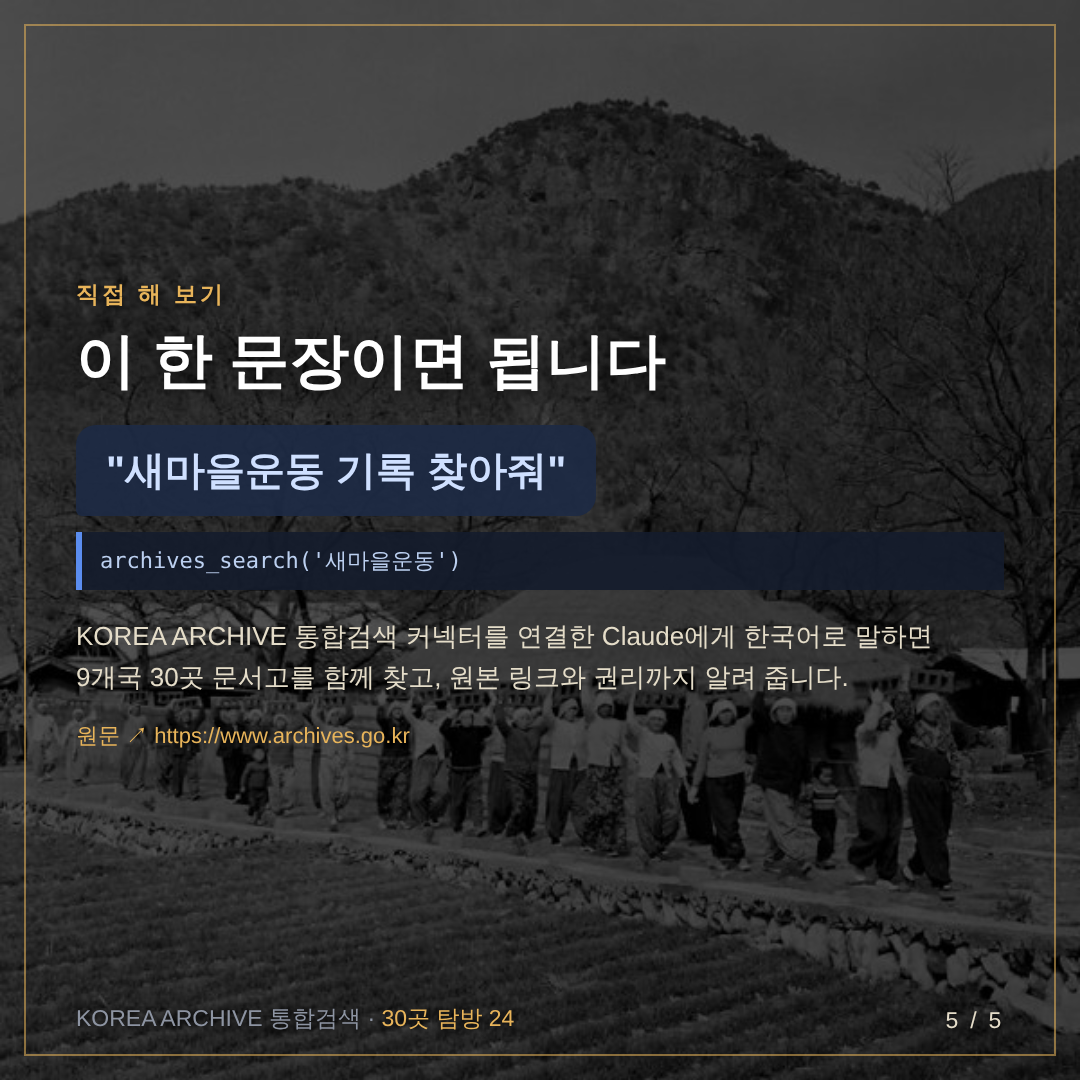 직접 해 보기
이 한 문장이면 됩니다
"새마을운동 기록 찾아줘"
archives_search('새마을운동')
KOREA ARCHIVE 통합검색 커넥터를 연결한 Claude에게 한국어로 말하면
9개국 30곳 문서고를 함께 찾고, 원본 링크와 권리까지 알려 줍니다.
원문 ↗ https://www.archives.go.kr
KOREA ARCHIVE 통합검색 · 30곳 탐방 24
5 / 5